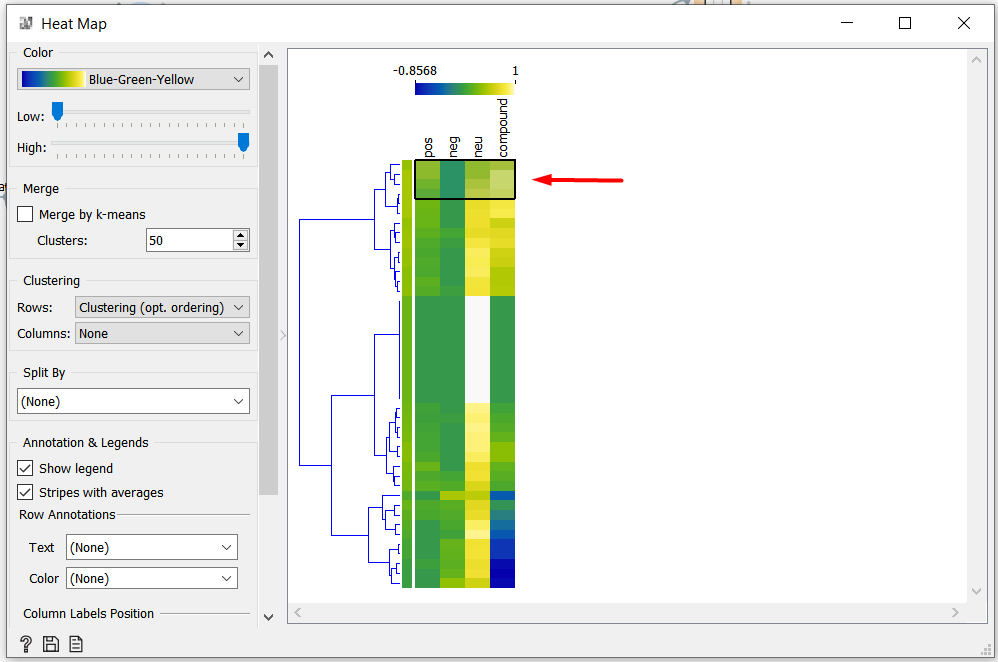 Heat Map
Color
Blue-Green-Yellow
Low:
High:
Merge
Merge by k-means
Clusters: 50
Clustering
Rows: Clustering (opt. ordering)
Columns: None
Split By
(None)
Annotation & Legends
Show legend
Stripes with averages
Row Annotations
Text (None)
Color (None)
Column Labels Position
-0.8568 1
pos
neg
neu
compound